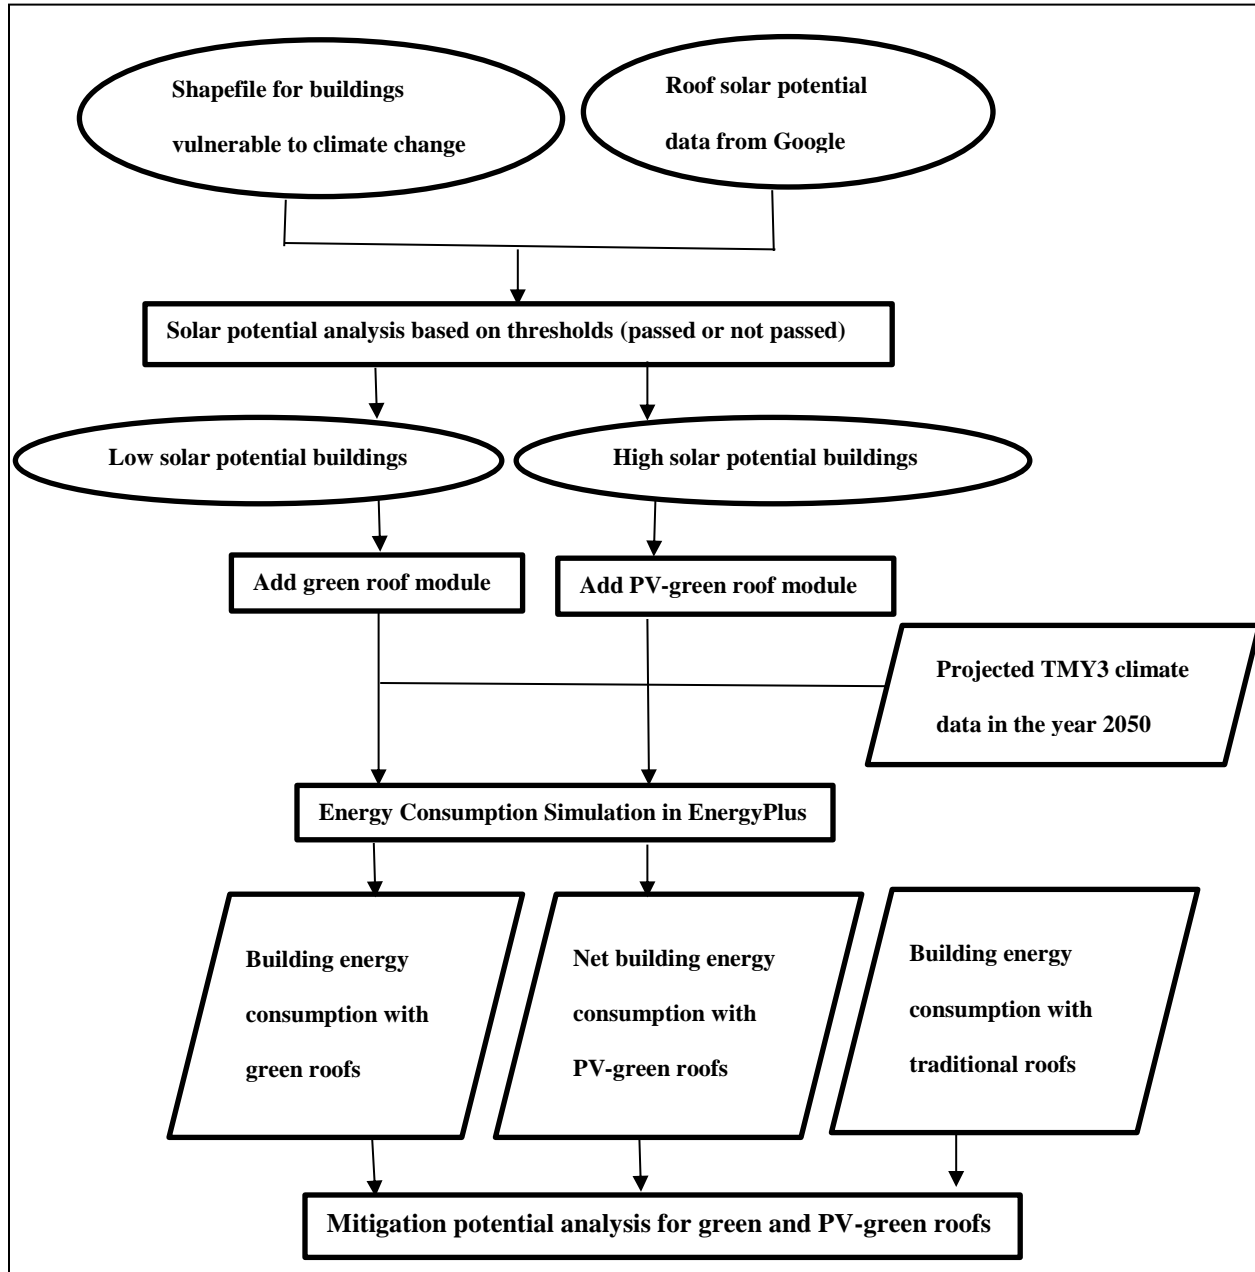 Shapefile for buildings
vulnerable to climate change
Roof solar potential
data from Google
Solar potential analysis based on thresholds (passed or not passed)
Low solar potential buildings
High solar potential buildings
Add green roof module
Add PV-green roof module
Projected TMY3 climate
data in the year 2050
Energy Consumption Simulation in EnergyPlus
Building energy
consumption with
green roofs
Net building energy
consumption with
PV-green roofs
Building energy
consumption with
traditional roofs
Mitigation potential analysis for green and PV-green roofs